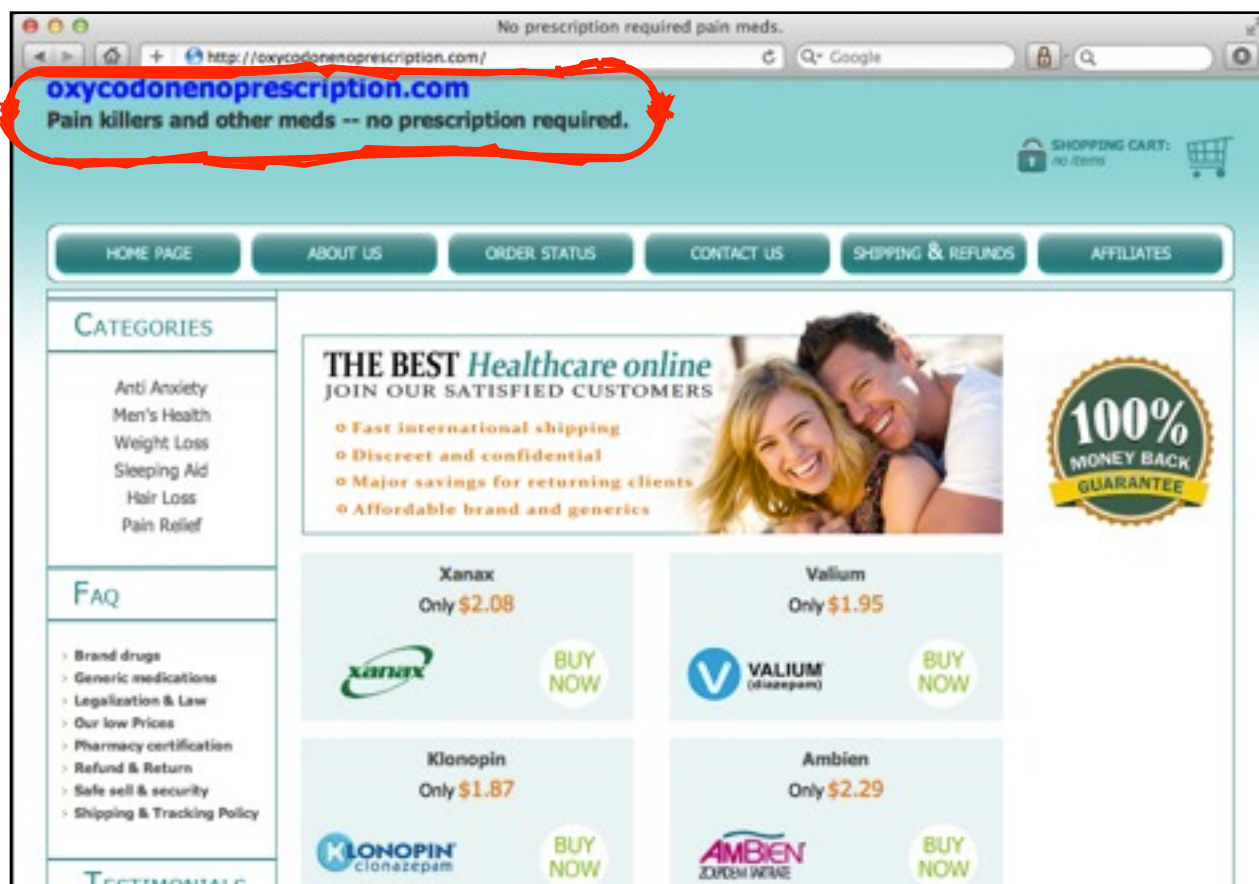 No prescription required pain meds.
http://oxycodonenoprescription.com/
Google
oxycodonenoprescription.com
Pain killers and other meds -- no prescription required.
SHOPPING CART:
no items
HOME PAGE
ABOUT US
ORDER STATUS
CONTACT US
SHIPPING & REFUNDS
AFFILIATES
CATEGORIES
Anti Anxiety
Men's Health
Weight Loss
Sleeping Aid
Hair Loss
Pain Relief
THE BEST Healthcare online
JOIN OUR SATISFIED CUSTOMERS
Fast international shipping
Discreet and confidential
Major savings for returning clients
Affordable brand and generics
100%
MONEY BACK
GUARANTEE
FAQ
Brand drugs
Generic medications
Legalization & Law
Our low Prices
Pharmacy certification
Refund & Return
Safe sell & security
Shipping & Tracking Policy
TESTIMONIALS
Xanax
Only $2.08
xanax
BUY
NOW
Valium
Only $1.95
VALIUM
(diazepam)
BUY
NOW
Klonopin
Only $1.87
KLONOPIN
clonazepam
BUY
NOW
Ambien
Only $2.29
AMBIEN
ZOLPIDEM TARTRATE
BUY
NOW